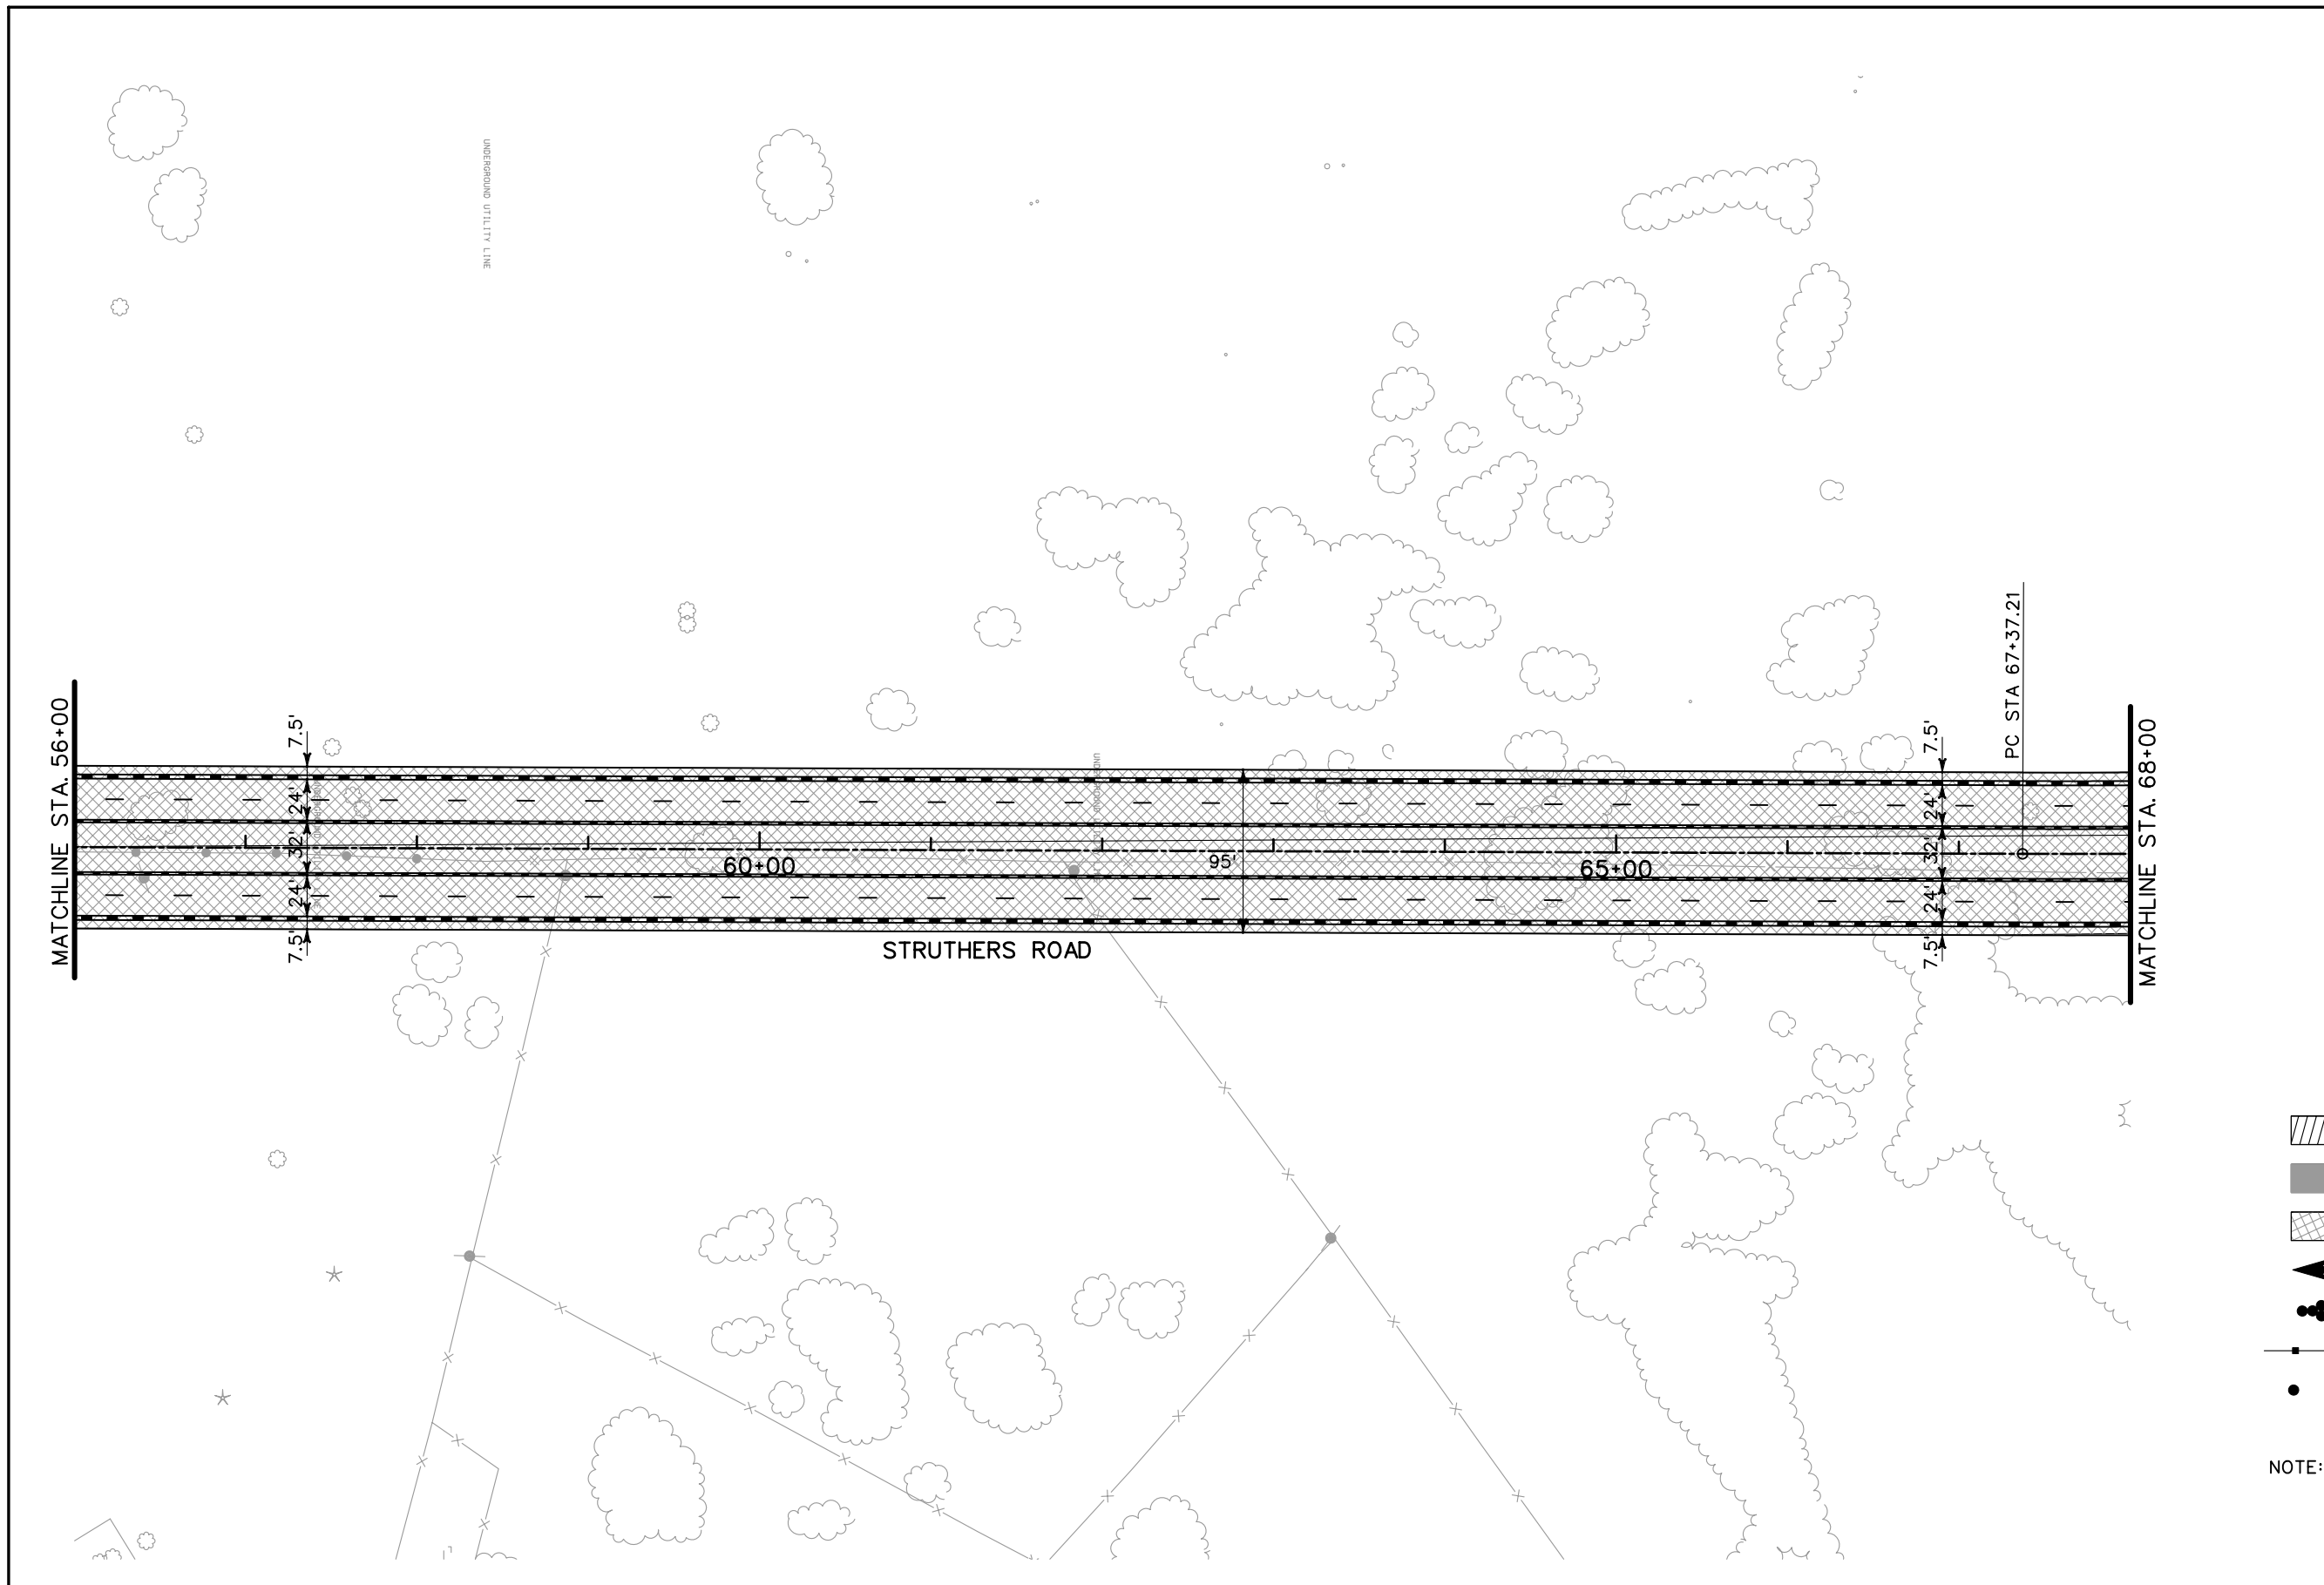 UNDERGROUND UTILITY LINE
PC STA 67+37.21
MATCHLINE STA. 56+00
7.5'
24'
32'
24'
7.5'
60+00
95'
65+00
7.5'
24'
32'
24'
7.5'
MATCHLINE STA. 68+00
STRUTHERS ROAD
NOTE: